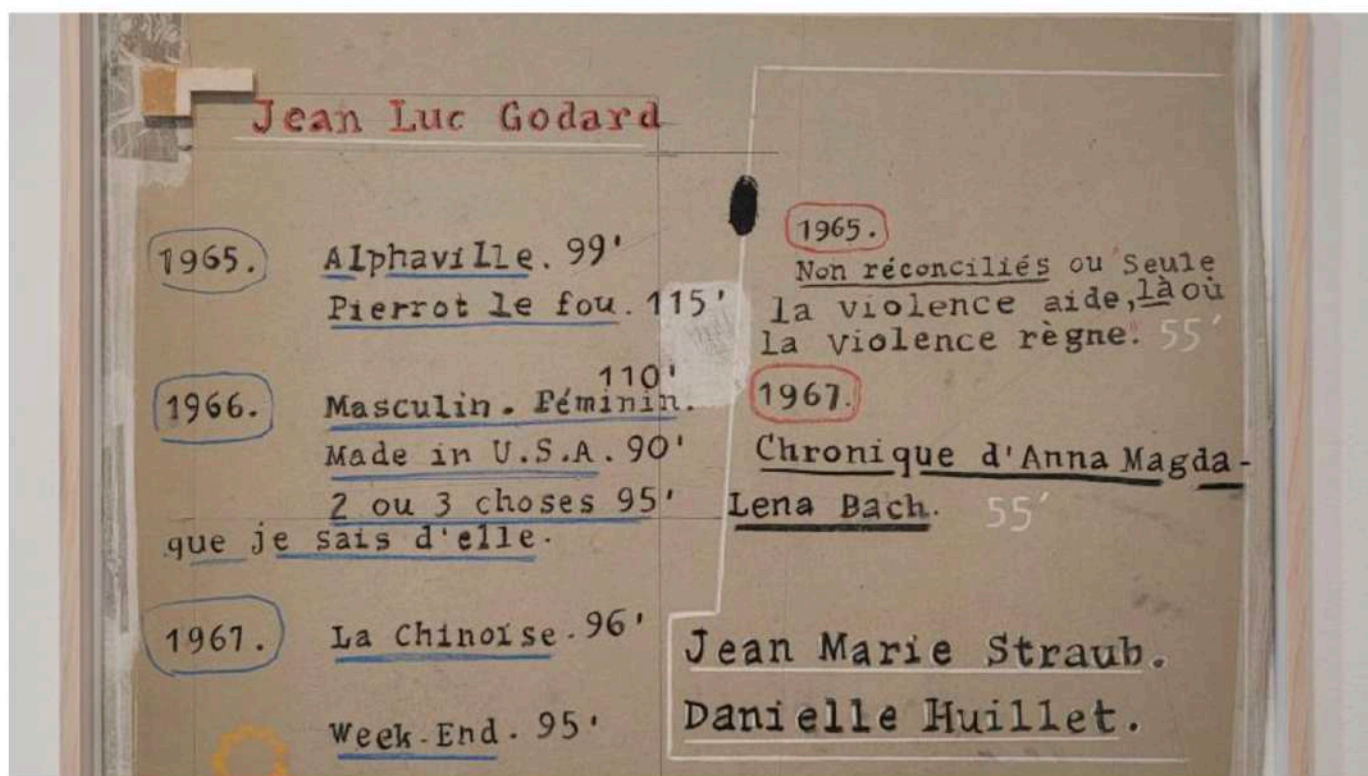 Jean Luc Godard
1965. Alphaville. 99'
Pierrot le fou. 115'
1966. Masculin. Féminin. 110'
Made in U.S.A. 90'
2 ou 3 choses 95'
que je sais d'elle.
1967. La Chinoise. 96'
Week-End. 95'
1965.
Non réconciliés ou Seule
la violence aide, là où
la violence règne. 55'
1967.
Chronique d'Anna Magda-
lena Bach. 55'
Jean Marie Straub.
Danielle Huillet.